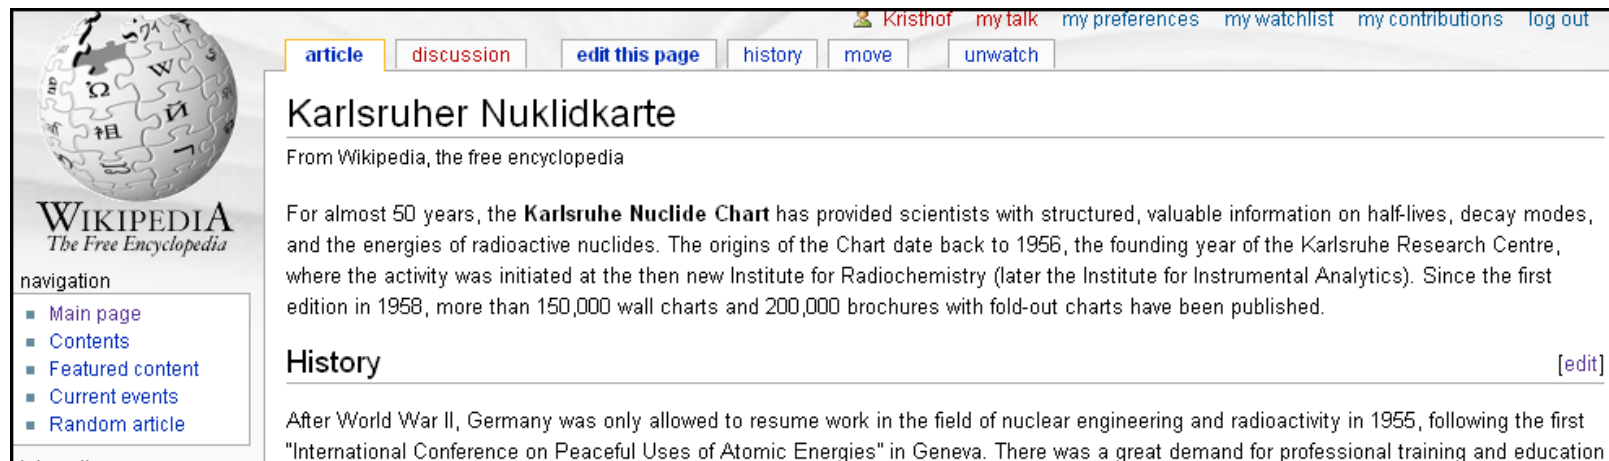 Kristhof my talk my preferences my watchlist my contributions log out
article discussion edit this page history move unwatch
Karlsruher Nuklidkarte
From Wikipedia, the free encyclopedia
WIKIPEDIA
The Free Encyclopedia
For almost 50 years, the Karlsruhe Nuclide Chart has provided scientists with structured, valuable information on half-lives, decay modes,
and the energies of radioactive nuclides. The origins of the Chart date back to 1956, the founding year of the Karlsruhe Research Centre,
where the activity was initiated at the then new Institute for Radiochemistry (later the Institute for Instrumental Analytics). Since the first
edition in 1958, more than 150,000 wall charts and 200,000 brochures with fold-out charts have been published.
navigation
Main page
Contents
Featured content
Current events
Random article
History [edit]
After World War II, Germany was only allowed to resume work in the field of nuclear engineering and radioactivity in 1955, following the first
"International Conference on Peaceful Uses of Atomic Energies" in Geneva. There was a great demand for professional training and education